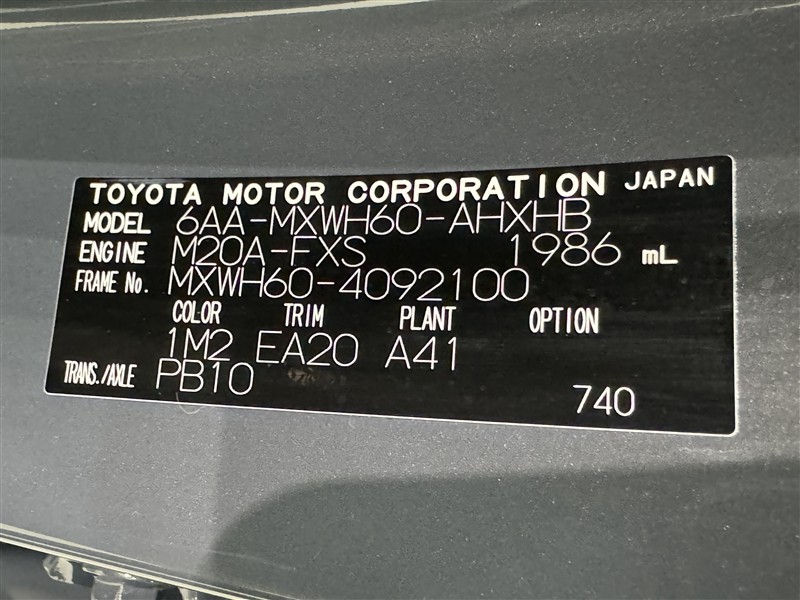 TOYOTA MOTOR CORPORATION JAPAN
MODEL 6AA-MXWH60-AHXHB
ENGINE M20A-FXS 1986 mL
FRAME No. MXWH60-4092100
COLOR TRIM PLANT OPTION
1M2 EA20 A41
TRANS./AXLE PB10
740